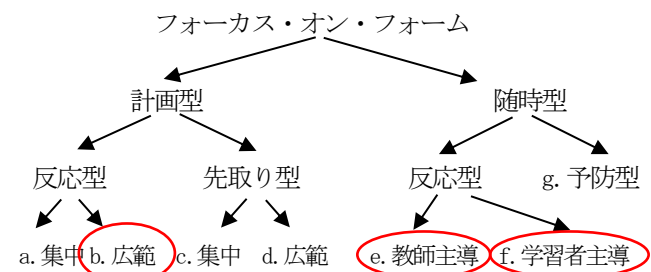 フォーカス・オン・フォーム
計画型 随時型
反応型 先取り型 反応型 g. 予防型
a. 集中 b. 広範 c. 集中 d. 広範 e. 教師主導 f. 学習者主導